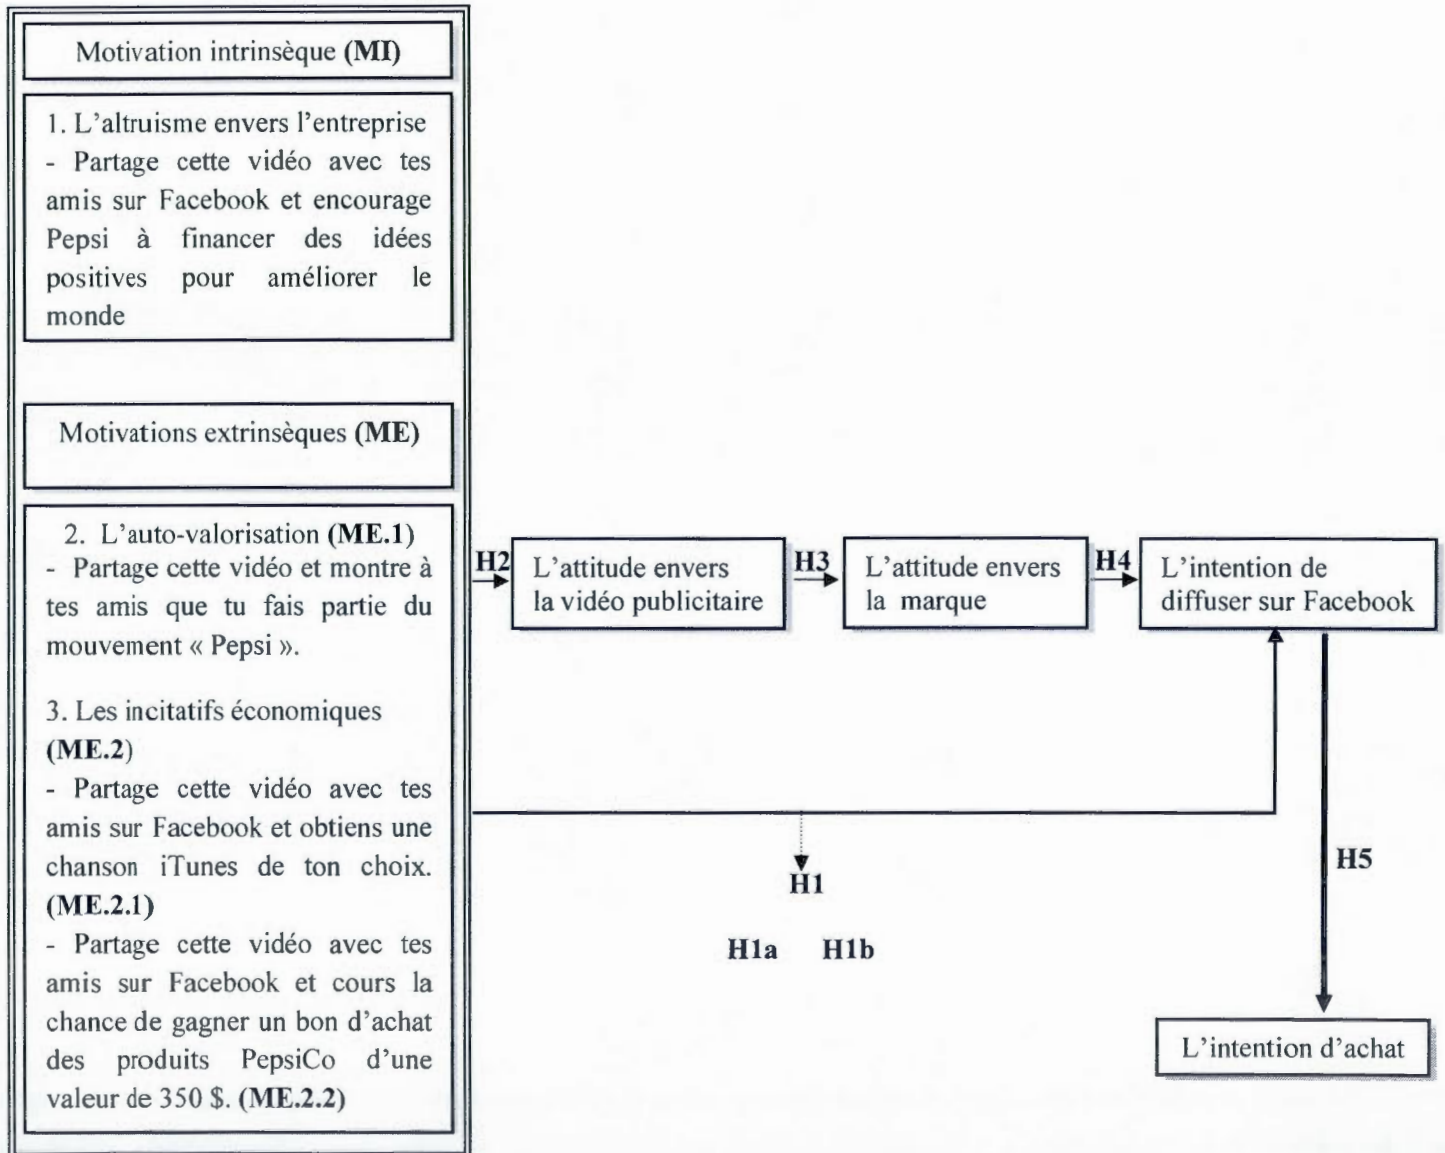 Motivation intrinsèque (MI)
1. L’altruisme envers l’entreprise
- Partage cette vidéo avec tes
amis sur Facebook et encourage
Pepsi à financer des idées
positives pour améliorer le
monde
Motivations extrinsèques (ME)
2. L’auto-valorisation (ME.1)
- Partage cette vidéo et montre à
tes amis que tu fais partie du
mouvement « Pepsi ».
3. Les incitatifs économiques
(ME.2)
- Partage cette vidéo avec tes
amis sur Facebook et obtiens une
chanson iTunes de ton choix.
(ME.2.1)
- Partage cette vidéo avec tes
amis sur Facebook et cours la
chance de gagner un bon d’achat
des produits PepsiCo d’une
valeur de 350 $. (ME.2.2)
H2
L’attitude envers
la vidéo publicitaire
H3
L’attitude envers
la marque
H4
L’intention de
diffuser sur Facebook
H1
H1a H1b
H5
L’intention d’achat